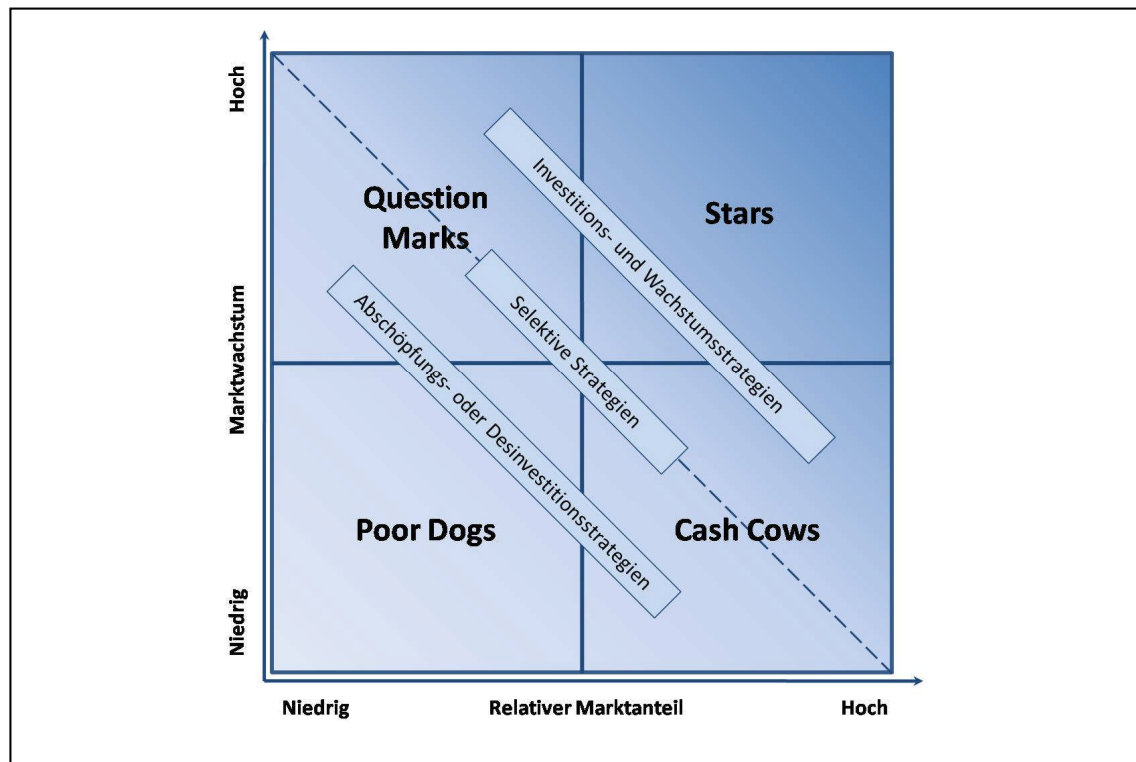 Hoch
Marktwachstum
Niedrig
Question
Marks
Stars
Investitions- und Wachstumsstrategien
Selektive Strategien
Abschöpfungs- oder Desinvestitionsstrategien
Poor Dogs
Cash Cows
Niedrig
Relativer Marktanteil
Hoch